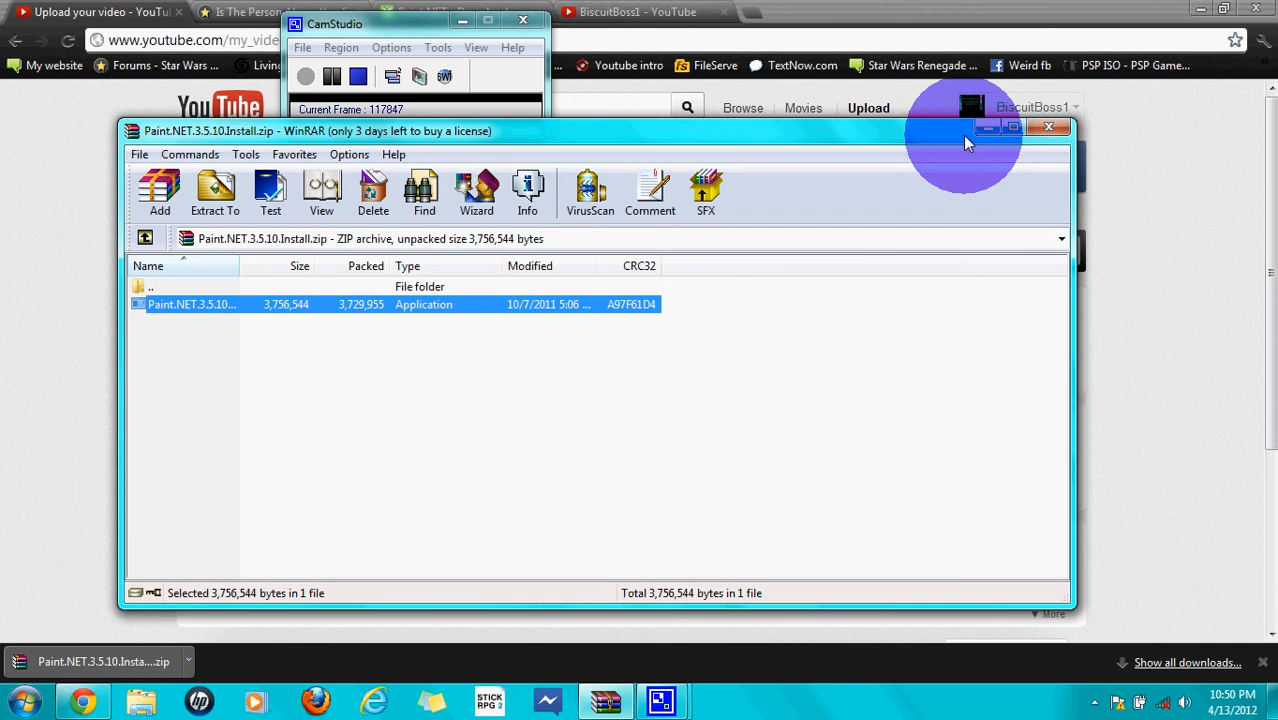 Upload your video - YouTu
Is The Person
BiscuitBoss1 - YouTube
CamStudio
www.youtube.com/my_vide
File Region Options Tools View Help
My website
Forums - Star Wars ...
Youtube intro
FileServe
TextNow.com
Star Wars Renegade ...
Weird fb
PSP ISO - PSP Game...
Current Frame : 117847
YouTube
Browse Movies Upload BiscuitBoss1
Paint.NET.3.5.10.Install.zip - WinRAR (only 3 days left to buy a license)
File Commands Tools Favorites Options Help
Add Extract To Test View Delete Find Wizard Info VirusScan Comment SFX
Paint.NET.3.5.10.Install.zip - ZIP archive, unpacked size 3,756,544 bytes
Name Size Packed Type Modified CRC32
.. File folder
Paint.NET.3.5.10... 3,756,544 3,729,955 Application 10/7/2011 5:06 ... A97F61D4
Selected 3,756,544 bytes in 1 file
Total 3,756,544 bytes in 1 file
More
Paint.NET.3.5.10.Insta....zip
Show all downloads...
hp
STICK
RPG 2
10:50 PM
4/13/2012